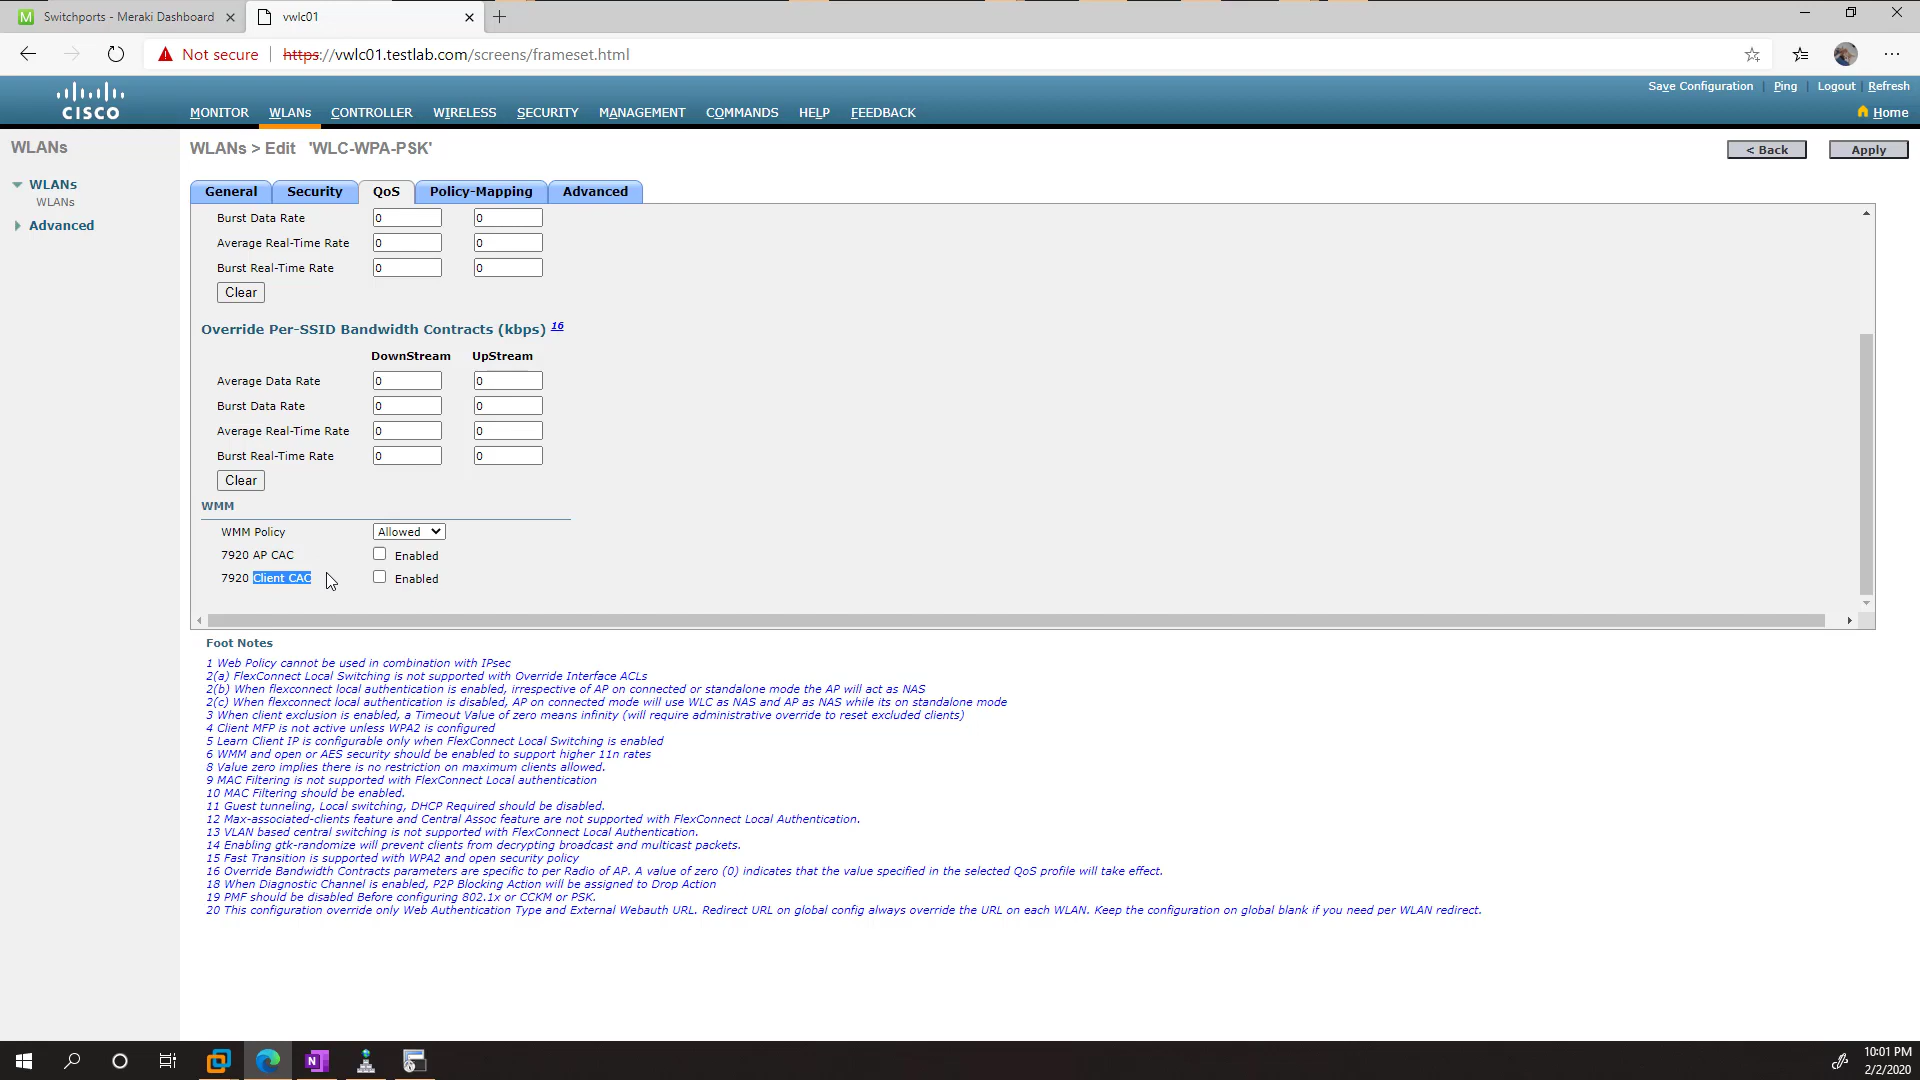 Switchports - Meraki Dashboard
vwlc01
Not secure
https://vwlc01.testlab.com/screens/frameset.html
Save Configuration | Ping | Logout | Refresh
CISCO
MONITOR WLANs CONTROLLER WIRELESS SECURITY MANAGEMENT COMMANDS HELP FEEDBACK
Home
WLANs
WLANs > Edit 'WLC-WPA-PSK'
< Back
Apply
WLANs
WLANs
Advanced
General Security QoS Policy-Mapping Advanced
Burst Data Rate 0 0
Average Real-Time Rate 0 0
Burst Real-Time Rate 0 0
Clear
Override Per-SSID Bandwidth Contracts (kbps) 16
DownStream UpStream
Average Data Rate 0 0
Burst Data Rate 0 0
Average Real-Time Rate 0 0
Burst Real-Time Rate 0 0
Clear
WMM
WMM Policy Allowed
7920 AP CAC Enabled
7920 Client CAC Enabled
Foot Notes
1 Web Policy cannot be used in combination with IPsec
2(a) FlexConnect Local Switching is not supported with Override Interface ACLs
2(b) When flexconnect local authentication is enabled, irrespective of AP on connected or standalone mode the AP will act as NAS
2(c) When flexconnect local authentication is disabled, AP on connected mode will use WLC as NAS and AP as NAS while its on standalone mode
3 When client exclusion is enabled, a Timeout Value of zero means infinity (will require administrative override to reset excluded clients)
4 Client MFP is not active unless WPA2 is configured
5 Learn Client IP is configurable only when FlexConnect Local Switching is enabled
6 WMM and open or AES security should be enabled to support higher 11n rates
8 Value zero implies there is no restriction on maximum clients allowed.
9 MAC Filtering is not supported with FlexConnect Local authentication
10 MAC Filtering should be enabled.
11 Guest tunneling, Local switching, DHCP Required should be disabled.
12 Max-associated-clients feature and Central Assoc feature are not supported with FlexConnect Local Authentication.
13 VLAN based central switching is not supported with FlexConnect Local Authentication.
14 Enabling gtk-randomize will prevent clients from decrypting broadcast and multicast packets.
15 Fast Transition is supported with WPA2 and open security policy
16 Override Bandwidth Contracts parameters are specific to per Radio of AP. A value of zero (0) indicates that the value specified in the selected QoS profile will take effect.
18 When Diagnostic Channel is enabled, P2P Blocking Action will be assigned to Drop Action
19 PMF should be disabled Before configuring 802.1x or CCKM or PSK.
20 This configuration override only Web Authentication Type and External Webauth URL. Redirect URL on global config always override the URL on each WLAN. Keep the configuration on global blank if you need per WLAN redirect.
10:01 PM
2/2/2020